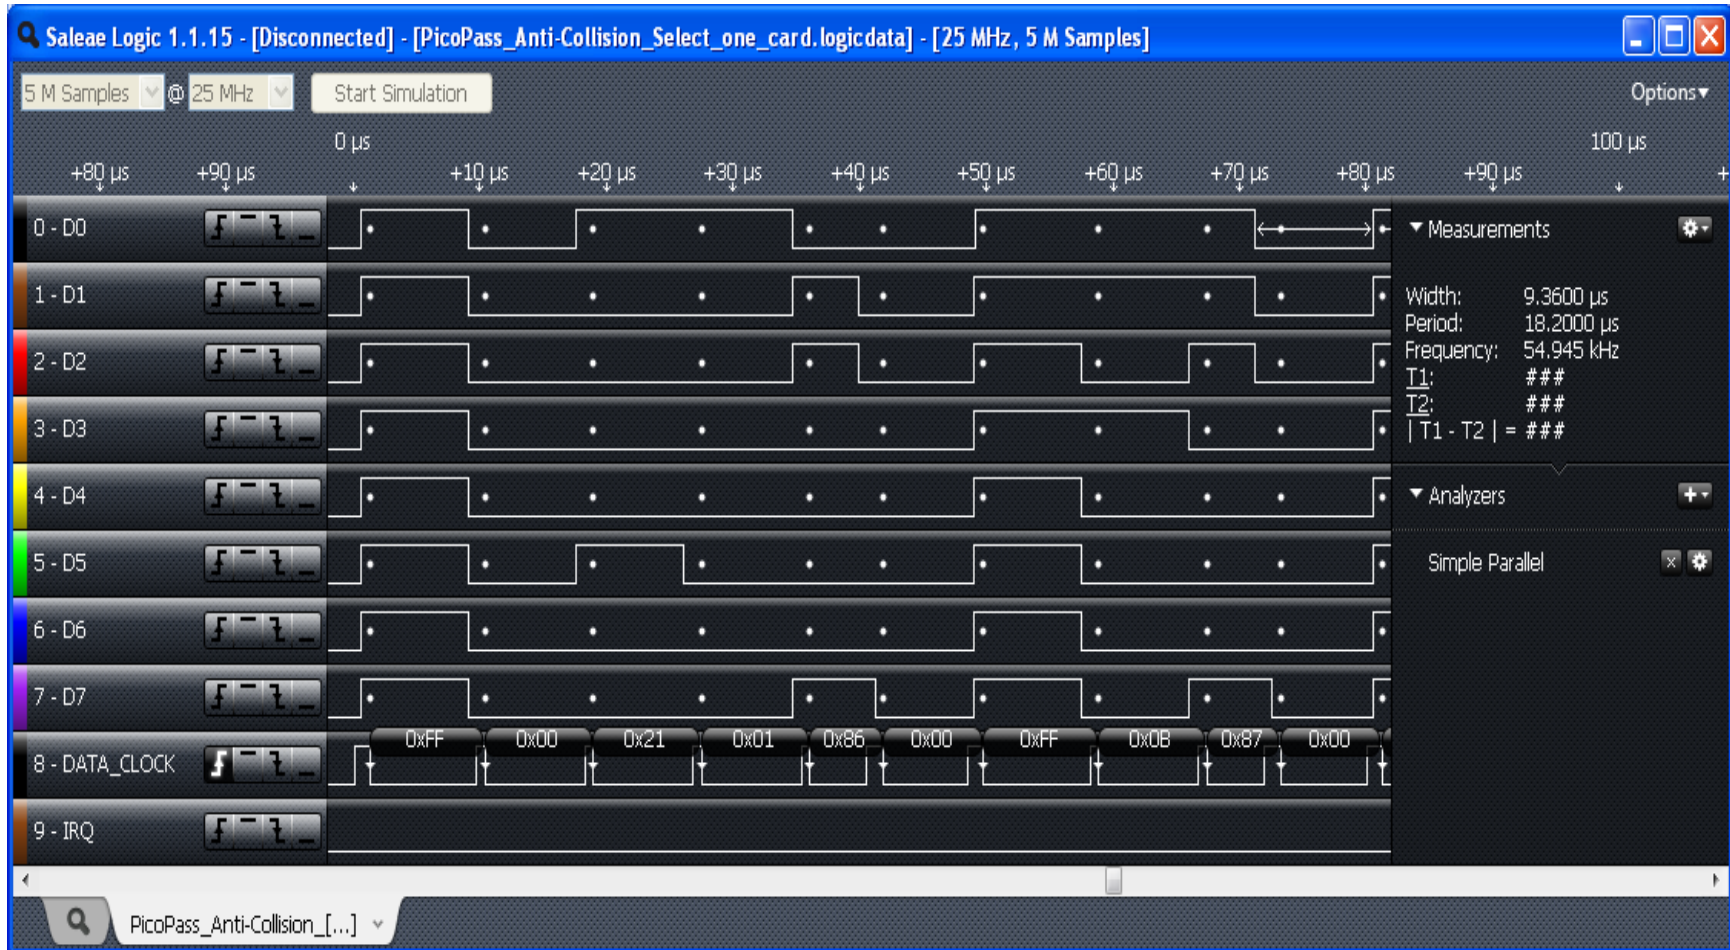 Saleae Logic 1.1.15 - [Disconnected] - [PicoPass_Anti-Collision_Select_one_card.logicdata] - [25 MHz, 5 M Samples]
5 M Samples @ 25 MHz Start Simulation Options
0 µs 100 µs
+80 µs +90 µs +10 µs +20 µs +30 µs +40 µs +50 µs +60 µs +70 µs +80 µs +90 µs +
0 - D0
1 - D1
2 - D2
3 - D3
4 - D4
5 - D5
6 - D6
7 - D7
0xFF 0x00 0x21 0x01 0x86 0x00 0xFF 0x0B 0x87 0x00
8 - DATA_CLOCK
9 - IRQ
Measurements
Width: 9.3600 µs
Period: 18.2000 µs
Frequency: 54.945 kHz
T1: ###
T2: ###
| T1 - T2 | = ###
Analyzers
Simple Parallel
PicoPass_Anti-Collision_[...]